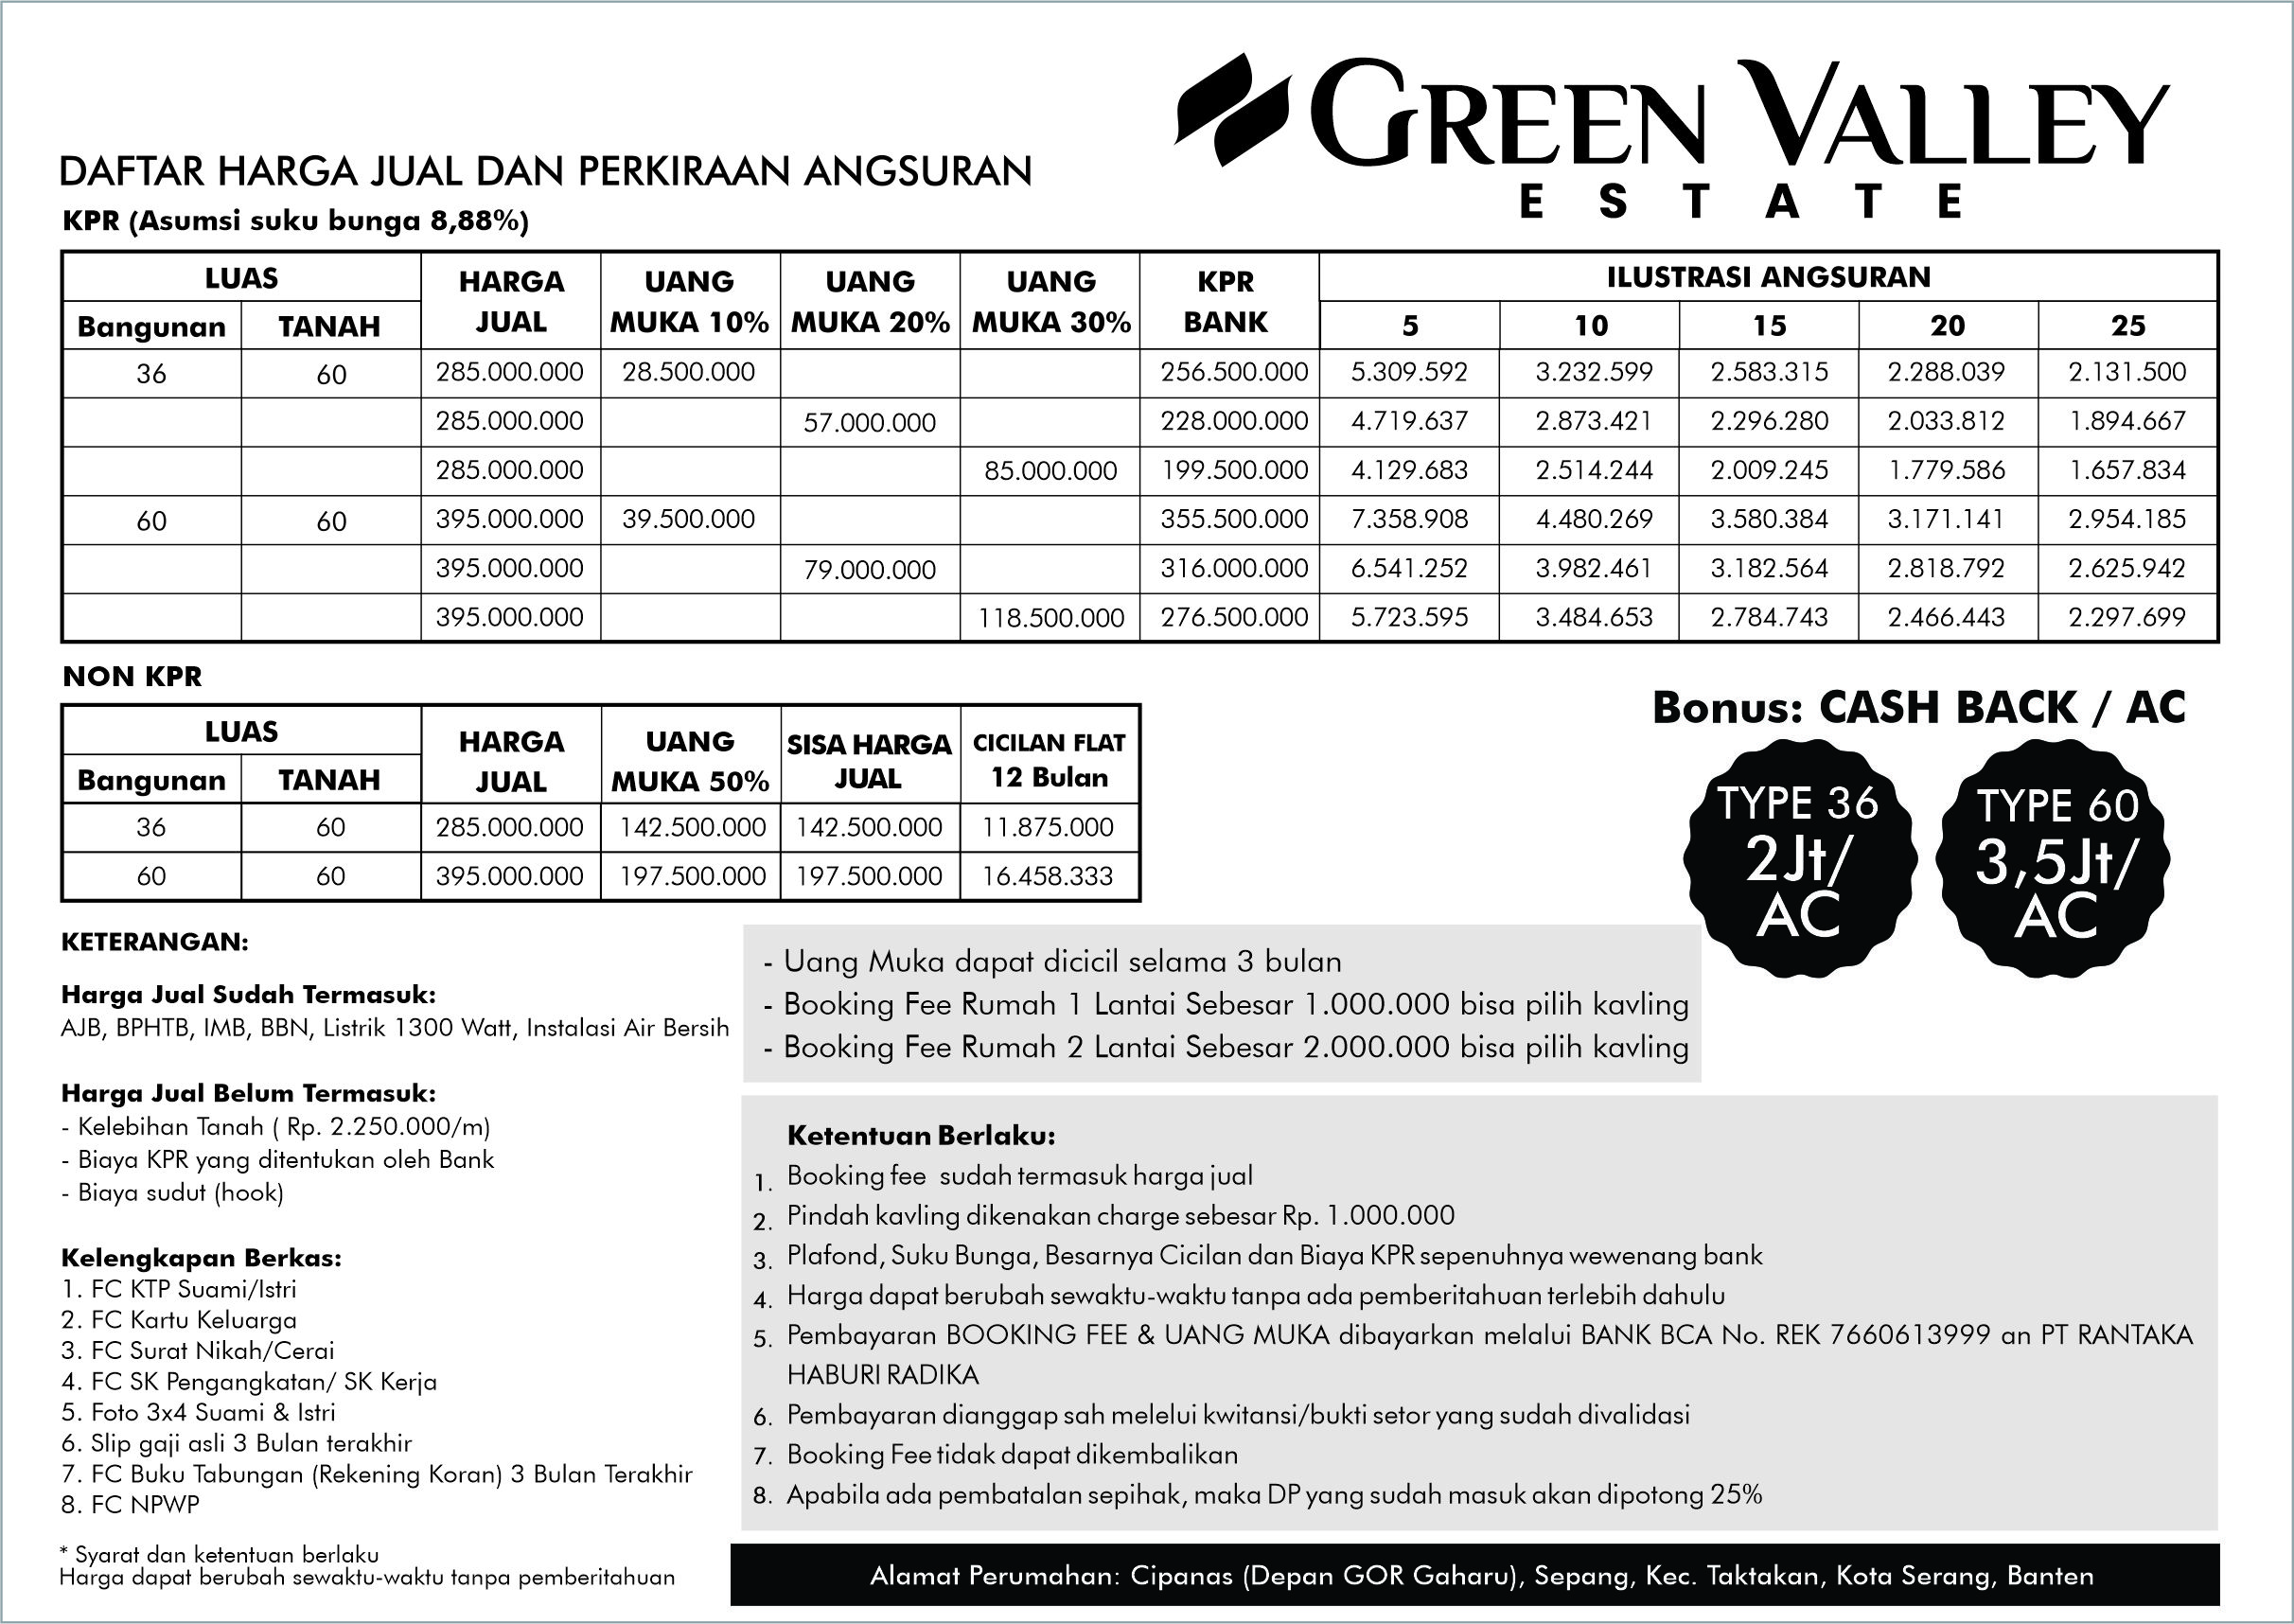 GREEN VALLEY
ESTATE
DAFTAR HARGA JUAL DAN PERKIRAAN ANGSURAN
KPR (Asumsi suku bunga 8,88%)
LUAS HARGA JUAL UANG MUKA 10% UANG MUKA 20% UANG MUKA 30% KPR BANK ILUSTRASI ANGSURAN
Bangunan TANAH 5 10 15 20 25
36 60 285.000.000 28.500.000 256.500.000 5.309.592 3.232.599 2.583.315 2.288.039 2.131.500
285.000.000 57.000.000 228.000.000 4.719.637 2.873.421 2.296.280 2.033.812 1.894.667
285.000.000 85.000.000 199.500.000 4.129.683 2.514.244 2.009.245 1.779.586 1.657.834
60 60 395.000.000 39.500.000 355.500.000 7.358.908 4.480.269 3.580.384 3.171.141 2.954.185
395.000.000 79.000.000 316.000.000 6.541.252 3.982.461 3.182.564 2.818.792 2.625.942
395.000.000 118.500.000 276.500.000 5.723.595 3.484.653 2.784.743 2.466.443 2.297.699
NON KPR
LUAS HARGA JUAL UANG MUKA 50% SISA HARGA JUAL CICILAN FLAT 12 Bulan
Bangunan TANAH
36 60 285.000.000 142.500.000 142.500.000 11.875.000
60 60 395.000.000 197.500.000 197.500.000 16.458.333
Bonus: CASH BACK / AC
TYPE 36
2Jt/
AC
TYPE 60
3,5Jt/
AC
KETERANGAN:
Harga Jual Sudah Termasuk:
AJB, BPHTB, IMB, BBN, Listrik 1300 Watt, Instalasi Air Bersih
Harga Jual Belum Termasuk:
- Kelebihan Tanah ( Rp. 2.250.000/m)
- Biaya KPR yang ditentukan oleh Bank
- Biaya sudut (hook)
Kelengkapan Berkas:
1. FC KTP Suami/Istri
2. FC Kartu Keluarga
3. FC Surat Nikah/Cerai
4. FC SK Pengangkatan/ SK Kerja
5. Foto 3x4 Suami & Istri
6. Slip gaji asli 3 Bulan terakhir
7. FC Buku Tabungan (Rekening Koran) 3 Bulan Terakhir
8. FC NPWP
* Syarat dan ketentuan berlaku
Harga dapat berubah sewaktu-waktu tanpa pemberitahuan
- Uang Muka dapat dicicil selama 3 bulan
- Booking Fee Rumah 1 Lantai Sebesar 1.000.000 bisa pilih kavling
- Booking Fee Rumah 2 Lantai Sebesar 2.000.000 bisa pilih kavling
Ketentuan Berlaku:
1. Booking fee sudah termasuk harga jual
2. Pindah kavling dikenakan charge sebesar Rp. 1.000.000
3. Plafond, Suku Bunga, Besarnya Cicilan dan Biaya KPR sepenuhnya wewenang bank
4. Harga dapat berubah sewaktu-waktu tanpa ada pemberitahuan terlebih dahulu
5. Pembayaran BOOKING FEE & UANG MUKA dibayarkan melalui BANK BCA No. REK 7660613999 an PT RANTAKA
HABURI RADIKA
6. Pembayaran dianggap sah melelui kwitansi/bukti setor yang sudah divalidasi
7. Booking Fee tidak dapat dikembalikan
8. Apabila ada pembatalan sepihak, maka DP yang sudah masuk akan dipotong 25%
Alamat Perumahan: Cipanas (Depan GOR Gaharu), Sepang, Kec. Taktakan, Kota Serang, Banten